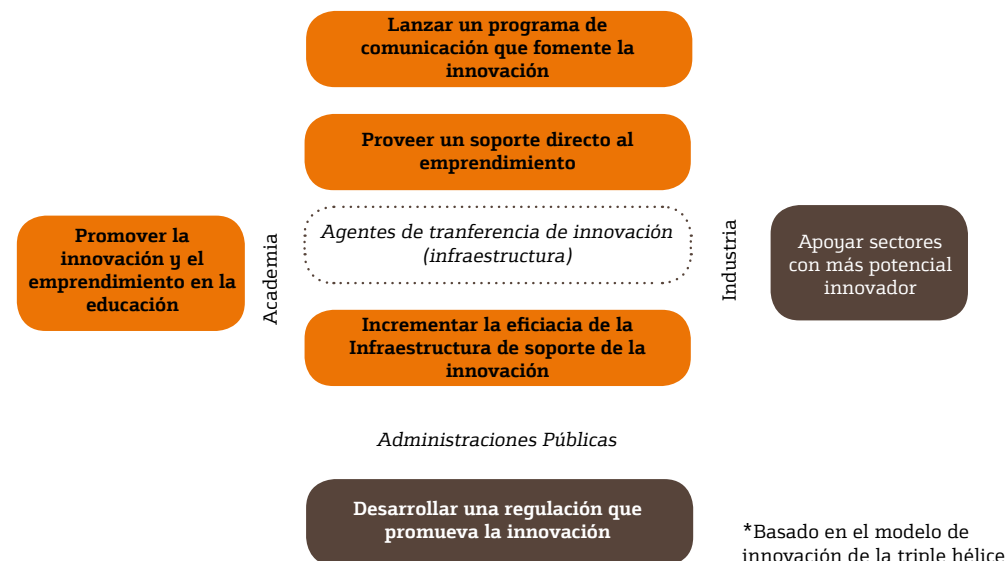 Lanzar un programa de
comunicación que fomente la
innovación
Proveer un soporte directo al
emprendimiento
Promover la
innovación y el
emprendimiento en la
educación
Academia
Agentes de tranferencia de innovación
(infraestructura)
Industria
Apoyar sectores
con más potencial
innovador
Incrementar la eficiacia de la
Infraestructura de soporte de la
innovación
Administraciones Públicas
Desarrollar una regulación que
promueva la innovación
*Basado en el modelo de
innovación de la triple hélice